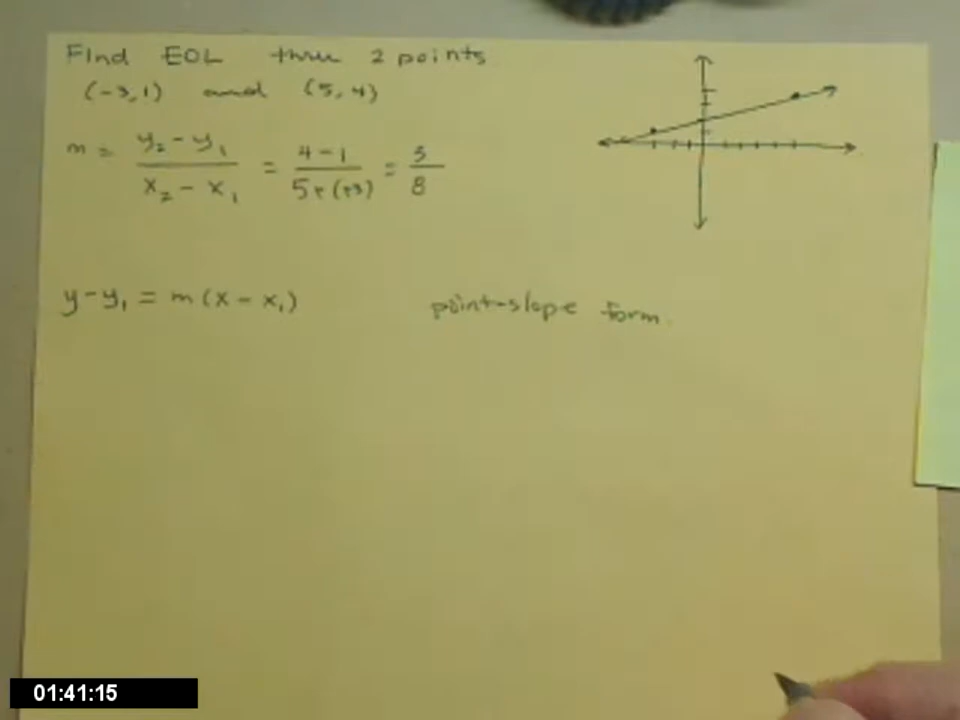 Find EOL thru 2 points
(-3,1) and (5,4)
m = y₂ - y₁ / x₂ - x₁ = 4 - 1 / 5+(+3) = 3 / 8
y - y₁ = m (x - x₁) point-slope form
01:41:15